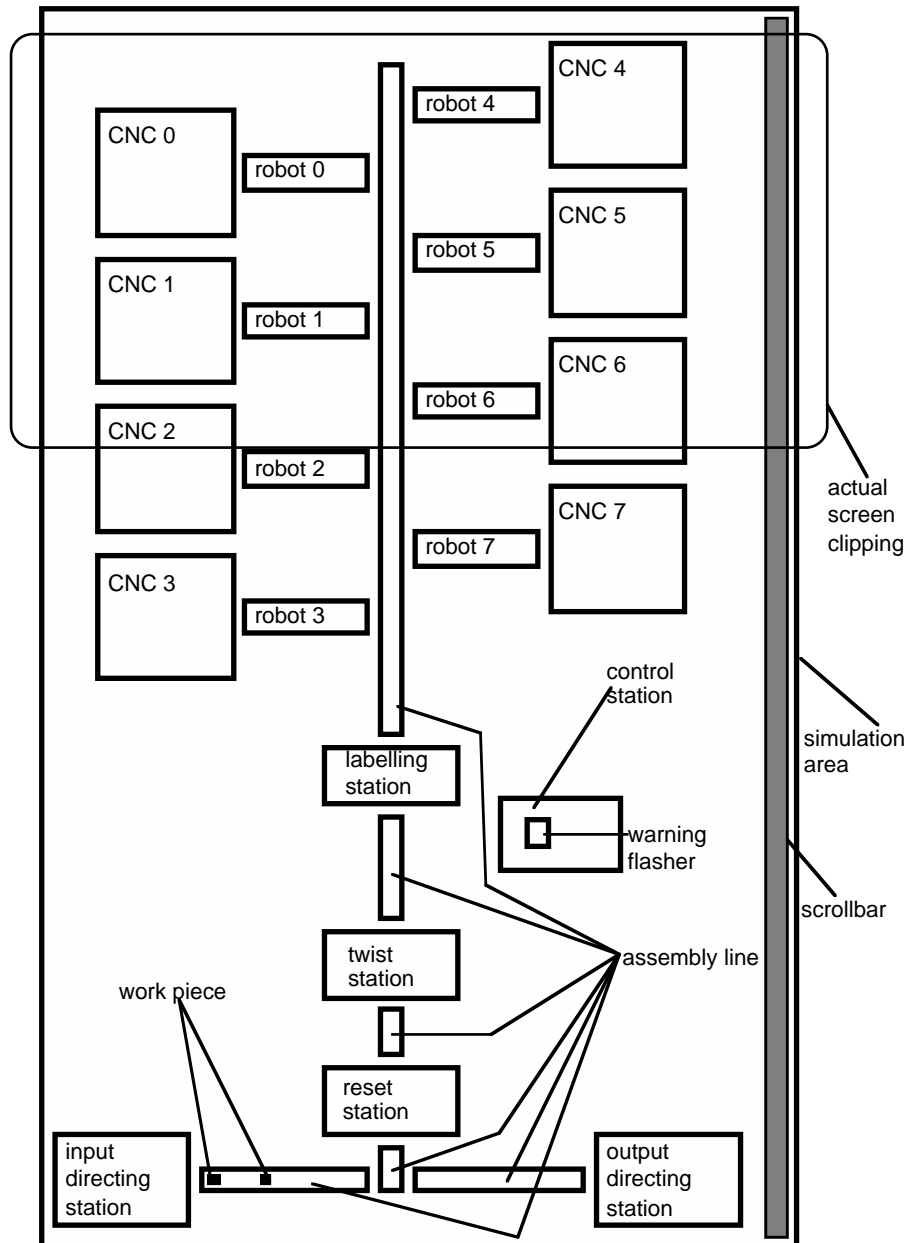 CNC 4
robot 4
CNC 0
robot 0
CNC 5
robot 5
CNC 1
robot 1
CNC 6
robot 6
CNC 2
robot 2
actual
screen
clipping
CNC 7
robot 7
CNC 3
robot 3
control
station
simulation
area
labelling
station
warning
flasher
scrollbar
twist
station
assembly line
work piece
reset
station
input
directing
station
output
directing
station